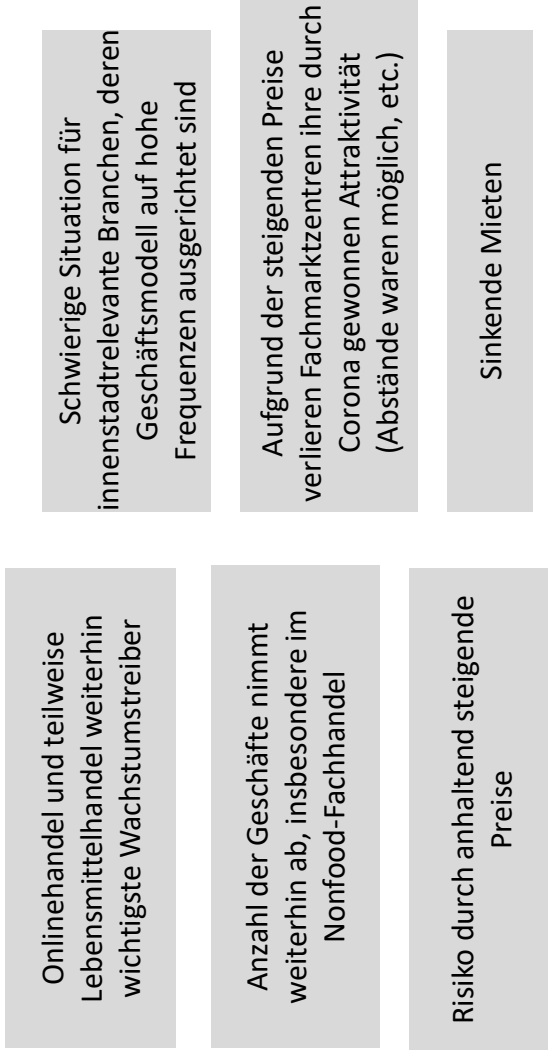 Onlinehandel und teilweise
Lebensmittelhandel weiterhin
wichtigste Wachstumstreiber
Schwierige Situation für
innenstadtrelevante Branchen, deren
Geschäftsmodell auf hohe
Frequenzen ausgerichtet sind
Anzahl der Geschäfte nimmt
weiterhin ab, insbesondere im
Nonfood-Fachhandel
Aufgrund der steigenden Preise
verlieren Fachmarktzentren ihre durch
Corona gewonnen Attraktivität
(Abstände waren möglich, etc.)
Risiko durch anhaltend steigende
Preise
Sinkende Mieten